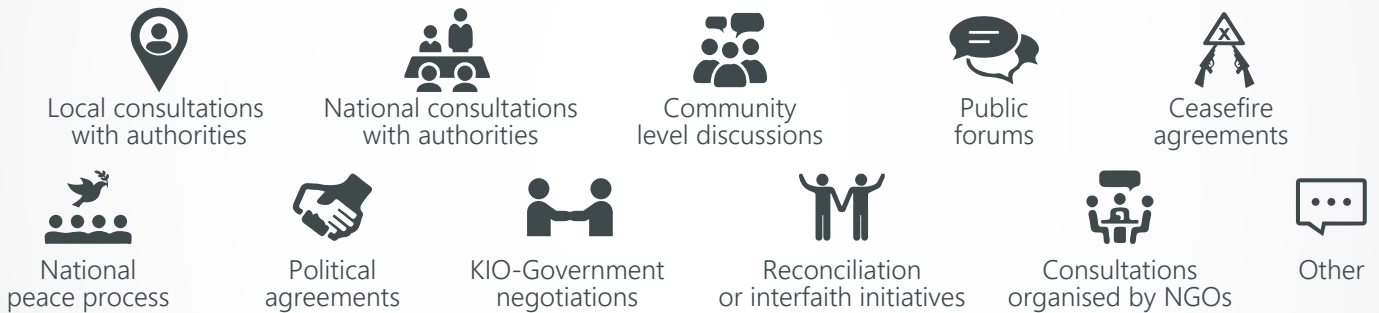 Local consultations
with authorities
National consultations
with authorities
Community
level discussions
Public
forums
X
Ceasefire
agreements
National
peace process
Political
agreements
KIO-Government
negotiations
Reconciliation
or interfaith initiatives
Consultations
organised by NGOs
Other